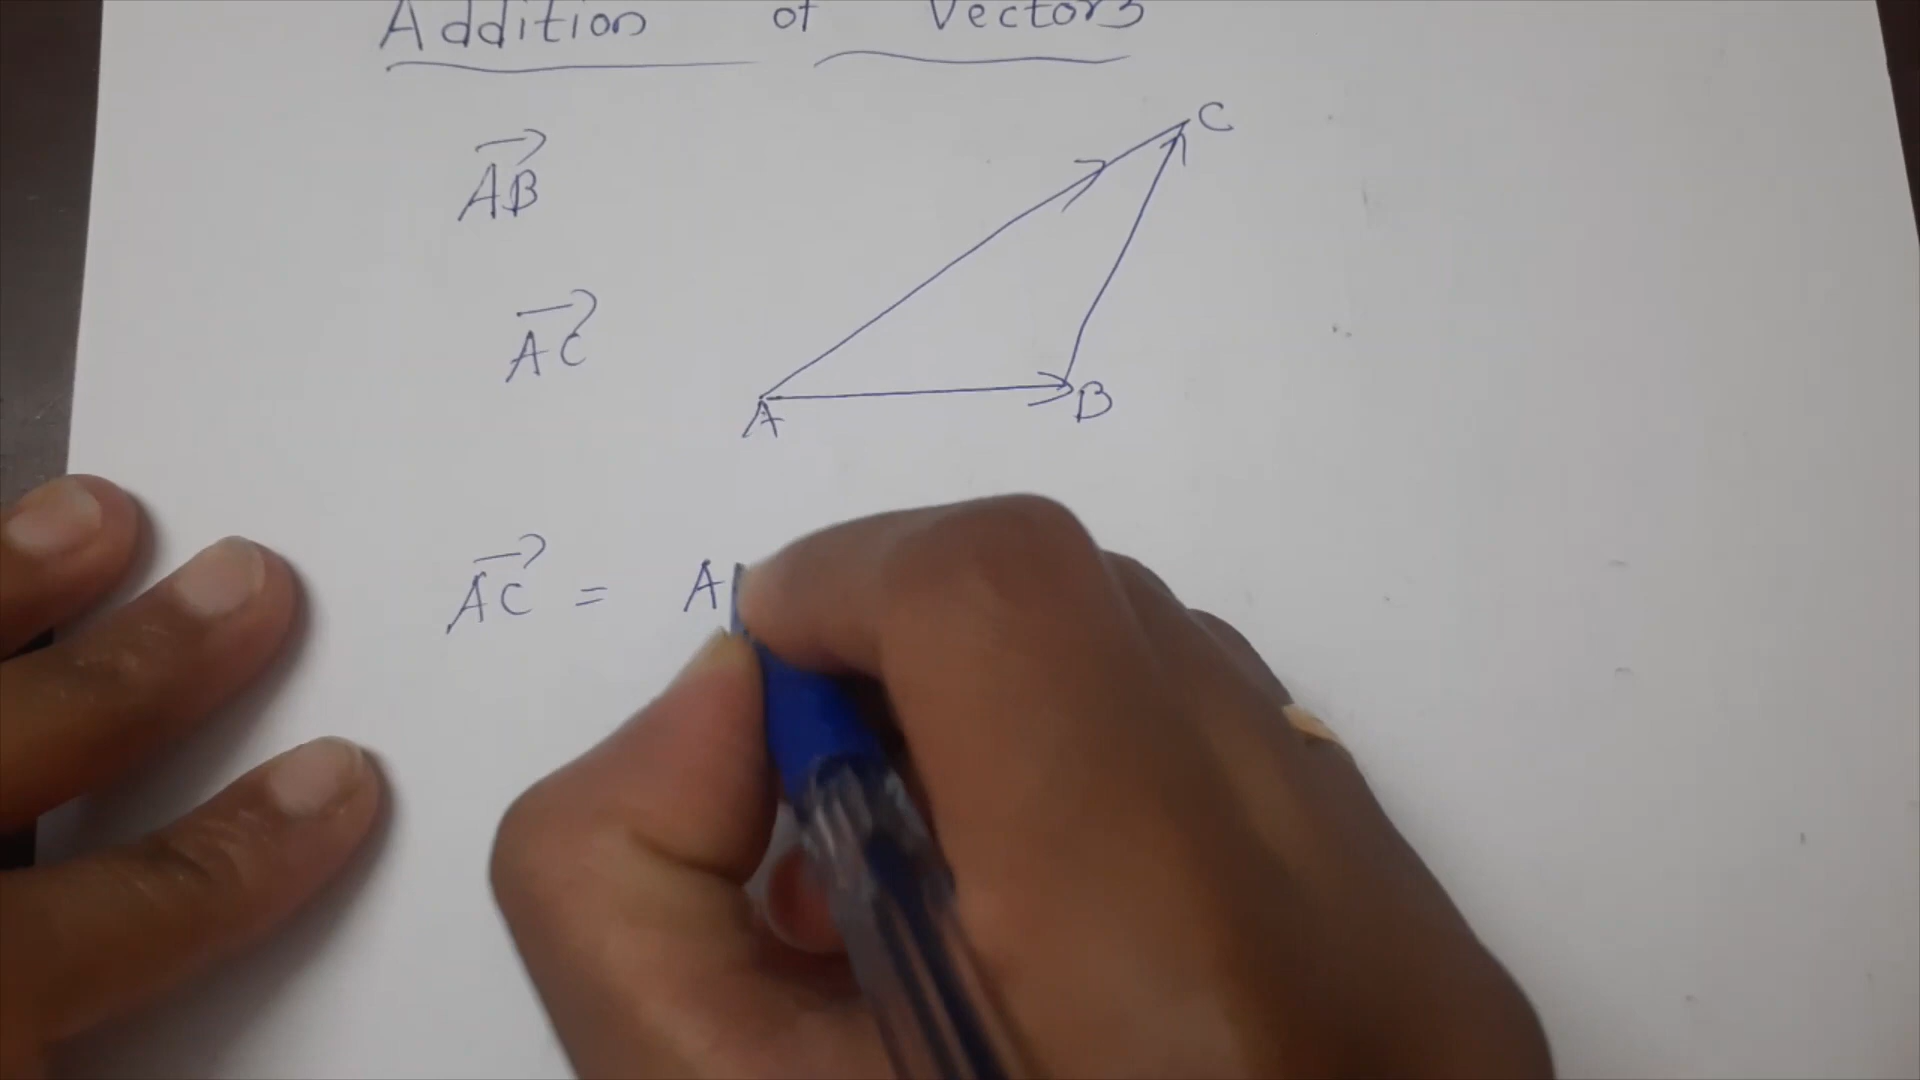 Addition of Vectors
AB
C
AC
A
B
AC = A